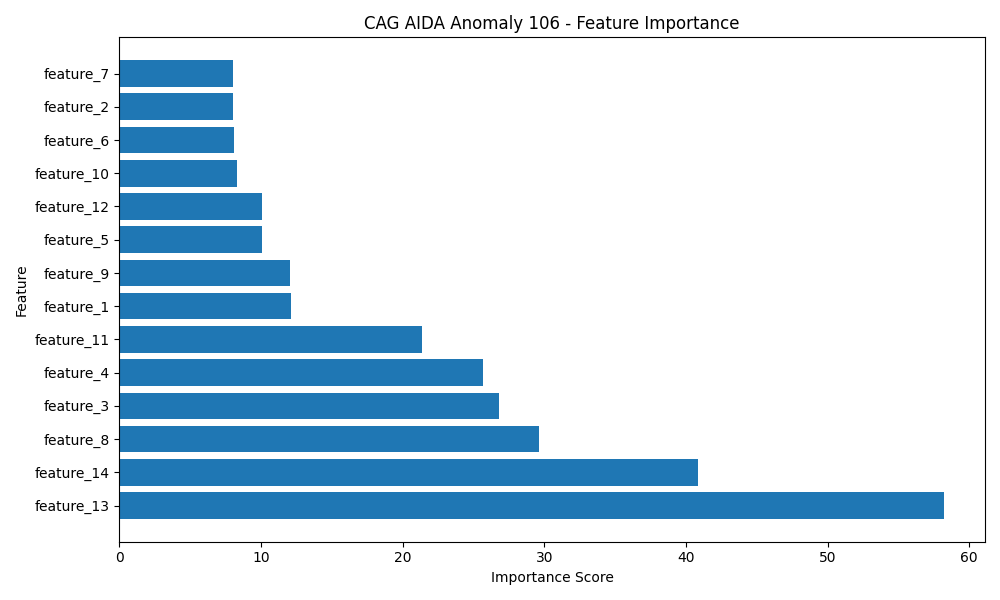 CAG AIDA Anomaly 106 - Feature Importance
Feature
feature_7
feature_2
feature_6
feature_10
feature_12
feature_5
feature_9
feature_1
feature_11
feature_4
feature_3
feature_8
feature_14
feature_13
0 10 20 30 40 50 60
Importance Score